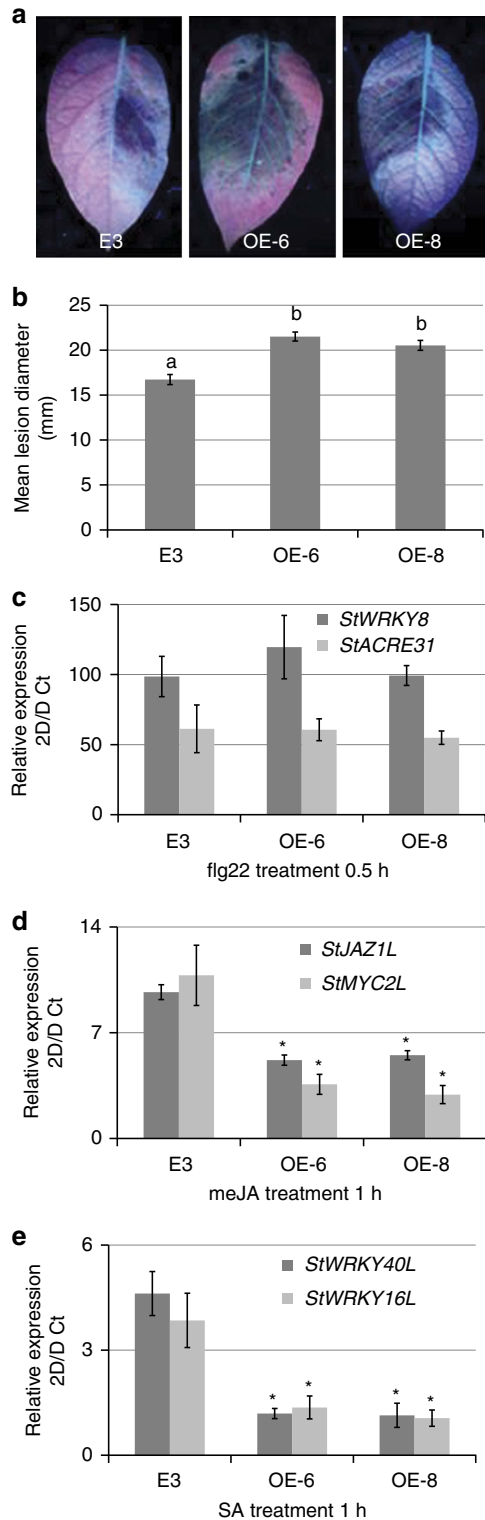 a
E3
OE-6
OE-8
b
25
20
15
10
5
0
Mean lesion diameter
(mm)
a
b
b
E3
OE-6
OE-8
c
150
100
50
0
Relative expression
2D/D Ct
StWRKY8
StACRE31
E3
OE-6
OE-8
flg22 treatment 0.5 h
d
14
7
0
Relative expression
2D/D Ct
StJAZ1L
StMYC2L
*
*
*
*
E3
OE-6
OE-8
meJA treatment 1 h
e
6
3
0
Relative expression
2D/D Ct
StWRKY40L
StWRKY16L
*
*
*
*
E3
OE-6
OE-8
SA treatment 1 h